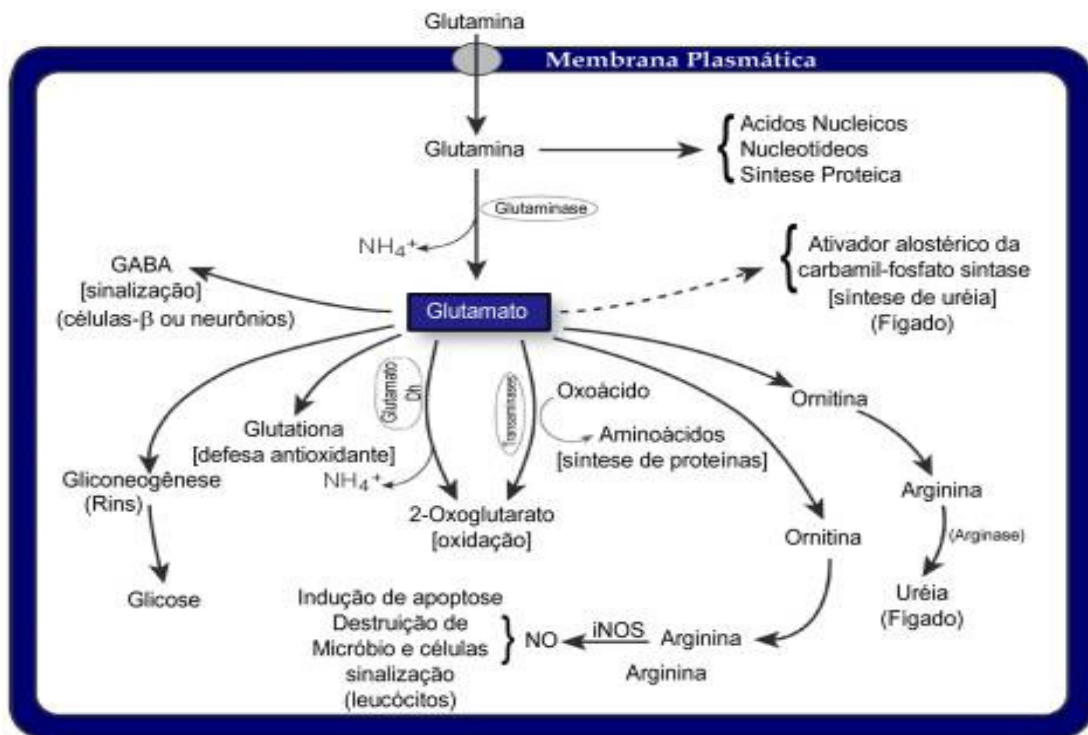 Glutamina
Membrana Plasmática
Glutamina
Acidos Nucleicos
Nucleotídeos
Síntese Proteica
Glutaminase
NH₄⁺
GABA
[sinalização]
(células-β ou neurônios)
Glutamato
Ativador alostérico da
carbamil-fosfato sintase
[síntese de uréia]
(Fígado)
Glutamato
Dh
Transaminases
Oxoácido
Aminoácidos
[síntese de proteínas]
Glutationa
[defesa antioxidante]
NH₄⁺
2-Oxoglutarato
[oxidação]
Gliconeogênese
(Rins)
Glicose
Ornitina
Arginina
(Arginase)
Uréia
(Fígado)
Ornitina
Arginina
iNOS
NO
Indução de apoptose
Destruição de
Micróbio e células
sinalização
(leucócitos)
Arginina